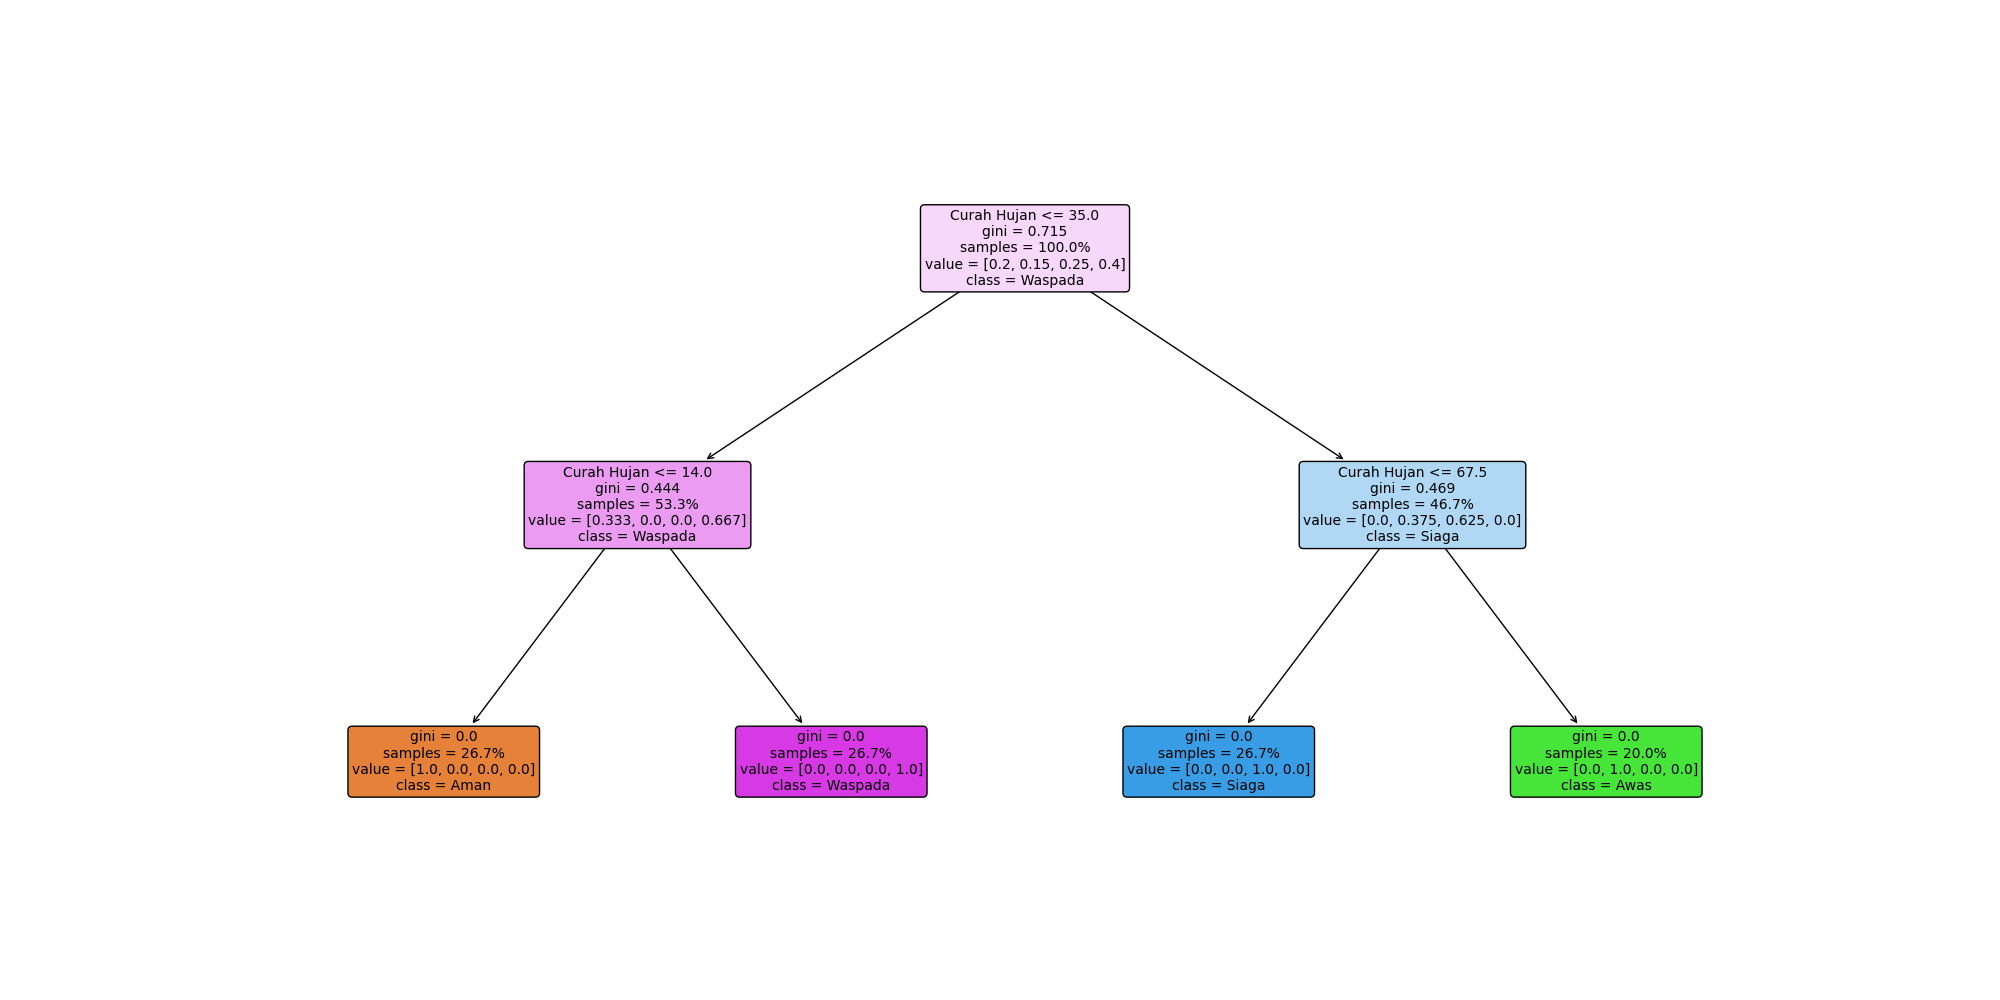 Curah Hujan <= 35.0
gini = 0.715
samples = 100.0%
value = [0.2, 0.15, 0.25, 0.4]
class = Waspada
Curah Hujan <= 14.0
gini = 0.444
samples = 53.3%
value = [0.333, 0.0, 0.0, 0.667]
class = Waspada
Curah Hujan <= 67.5
gini = 0.469
samples = 46.7%
value = [0.0, 0.375, 0.625, 0.0]
class = Siaga
gini = 0.0
samples = 26.7%
value = [1.0, 0.0, 0.0, 0.0]
class = Aman
gini = 0.0
samples = 26.7%
value = [0.0, 0.0, 0.0, 1.0]
class = Waspada
gini = 0.0
samples = 26.7%
value = [0.0, 0.0, 1.0, 0.0]
class = Siaga
gini = 0.0
samples = 20.0%
value = [0.0, 1.0, 0.0, 0.0]
class = Awas